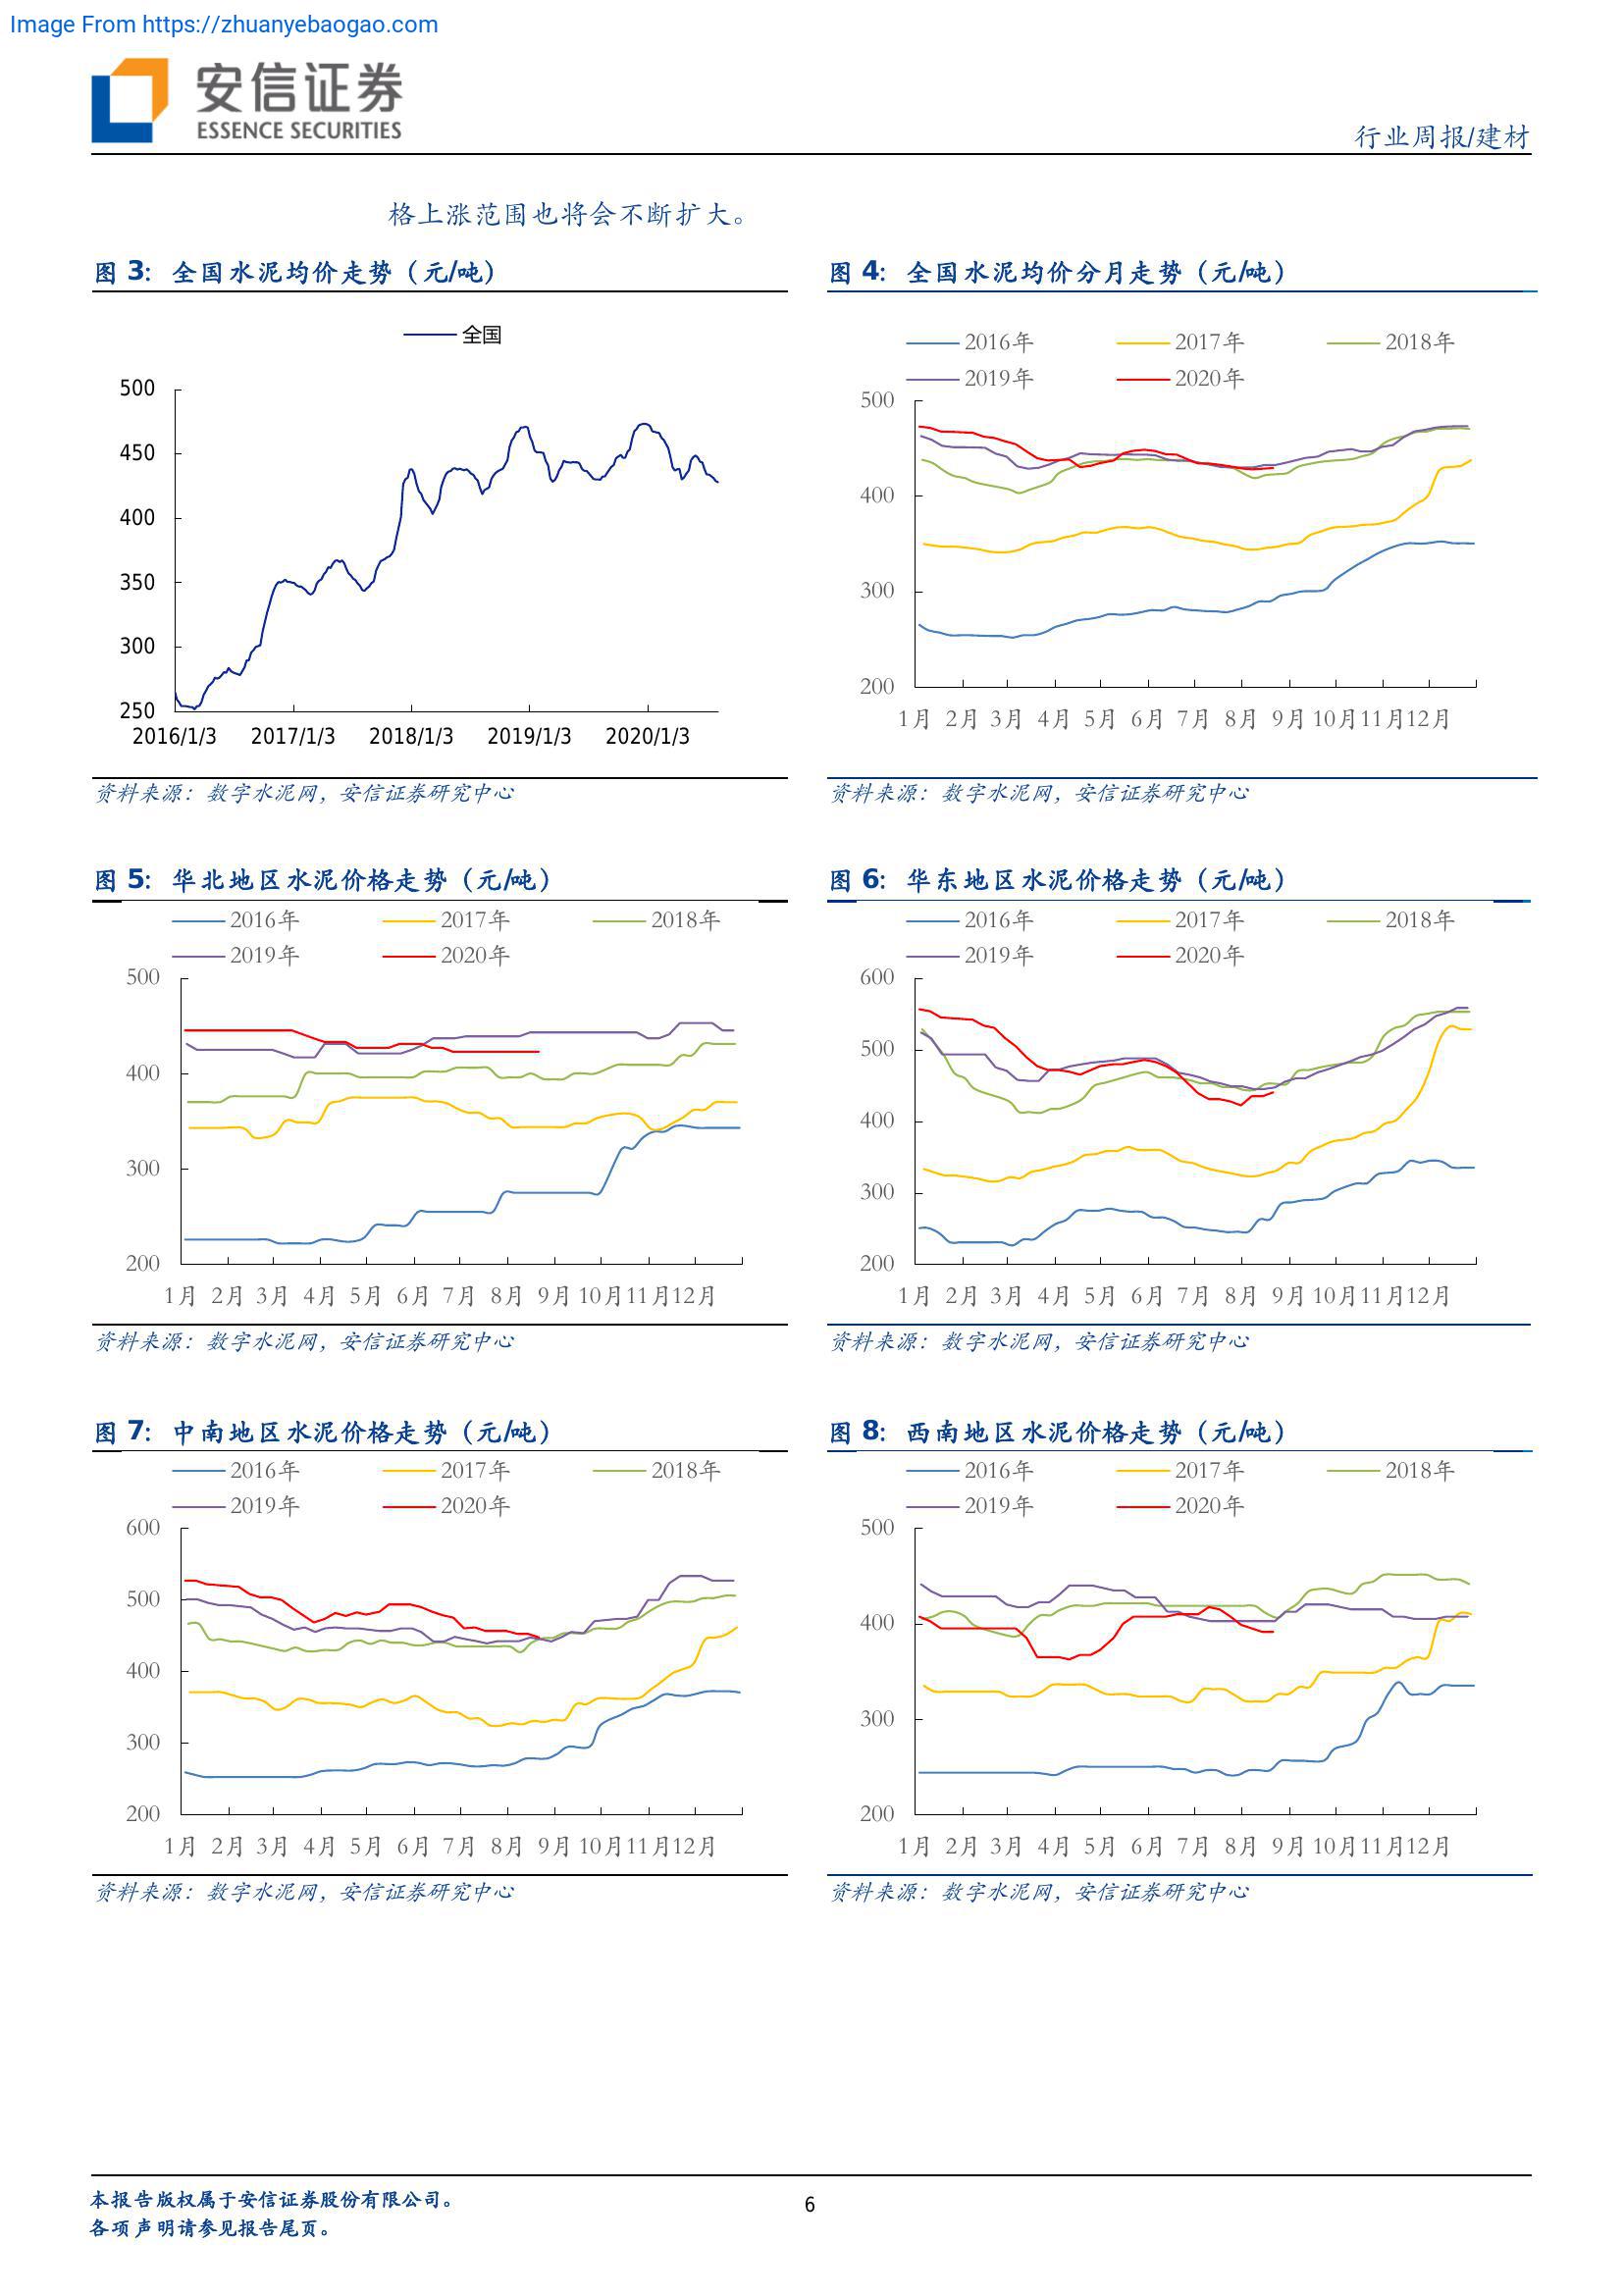 Image From https://zhuanyebaogao.com
安信证券
ESSENCE SECURITIES
行业周报/建材
格上涨范围也将会不断扩大。
图 3：全国水泥均价走势（元/吨）
全国
500
450
400
350
300
250
2016/1/3 2017/1/3 2018/1/3 2019/1/3 2020/1/3
资料来源：数字水泥网，安信证券研究中心
图 4：全国水泥均价分月走势（元/吨）
2016年 2017年 2018年
2019年 2020年
500
400
300
200
1月 2月 3月 4月 5月 6月 7月 8月 9月 10月 11月 12月
资料来源：数字水泥网，安信证券研究中心
图 5：华北地区水泥价格走势（元/吨）
2016年 2017年 2018年
2019年 2020年
500
400
300
200
1月 2月 3月 4月 5月 6月 7月 8月 9月 10月 11月 12月
资料来源：数字水泥网，安信证券研究中心
图 6：华东地区水泥价格走势（元/吨）
2016年 2017年 2018年
2019年 2020年
600
500
400
300
200
1月 2月 3月 4月 5月 6月 7月 8月 9月 10月 11月 12月
资料来源：数字水泥网，安信证券研究中心
图 7：中南地区水泥价格走势（元/吨）
2016年 2017年 2018年
2019年 2020年
600
500
400
300
200
1月 2月 3月 4月 5月 6月 7月 8月 9月 10月 11月 12月
资料来源：数字水泥网，安信证券研究中心
图 8：西南地区水泥价格走势（元/吨）
2016年 2017年 2018年
2019年 2020年
500
400
300
200
1月 2月 3月 4月 5月 6月 7月 8月 9月 10月 11月 12月
资料来源：数字水泥网，安信证券研究中心
本报告版权属于安信证券股份有限公司。
各项声明请参见报告尾页。
6